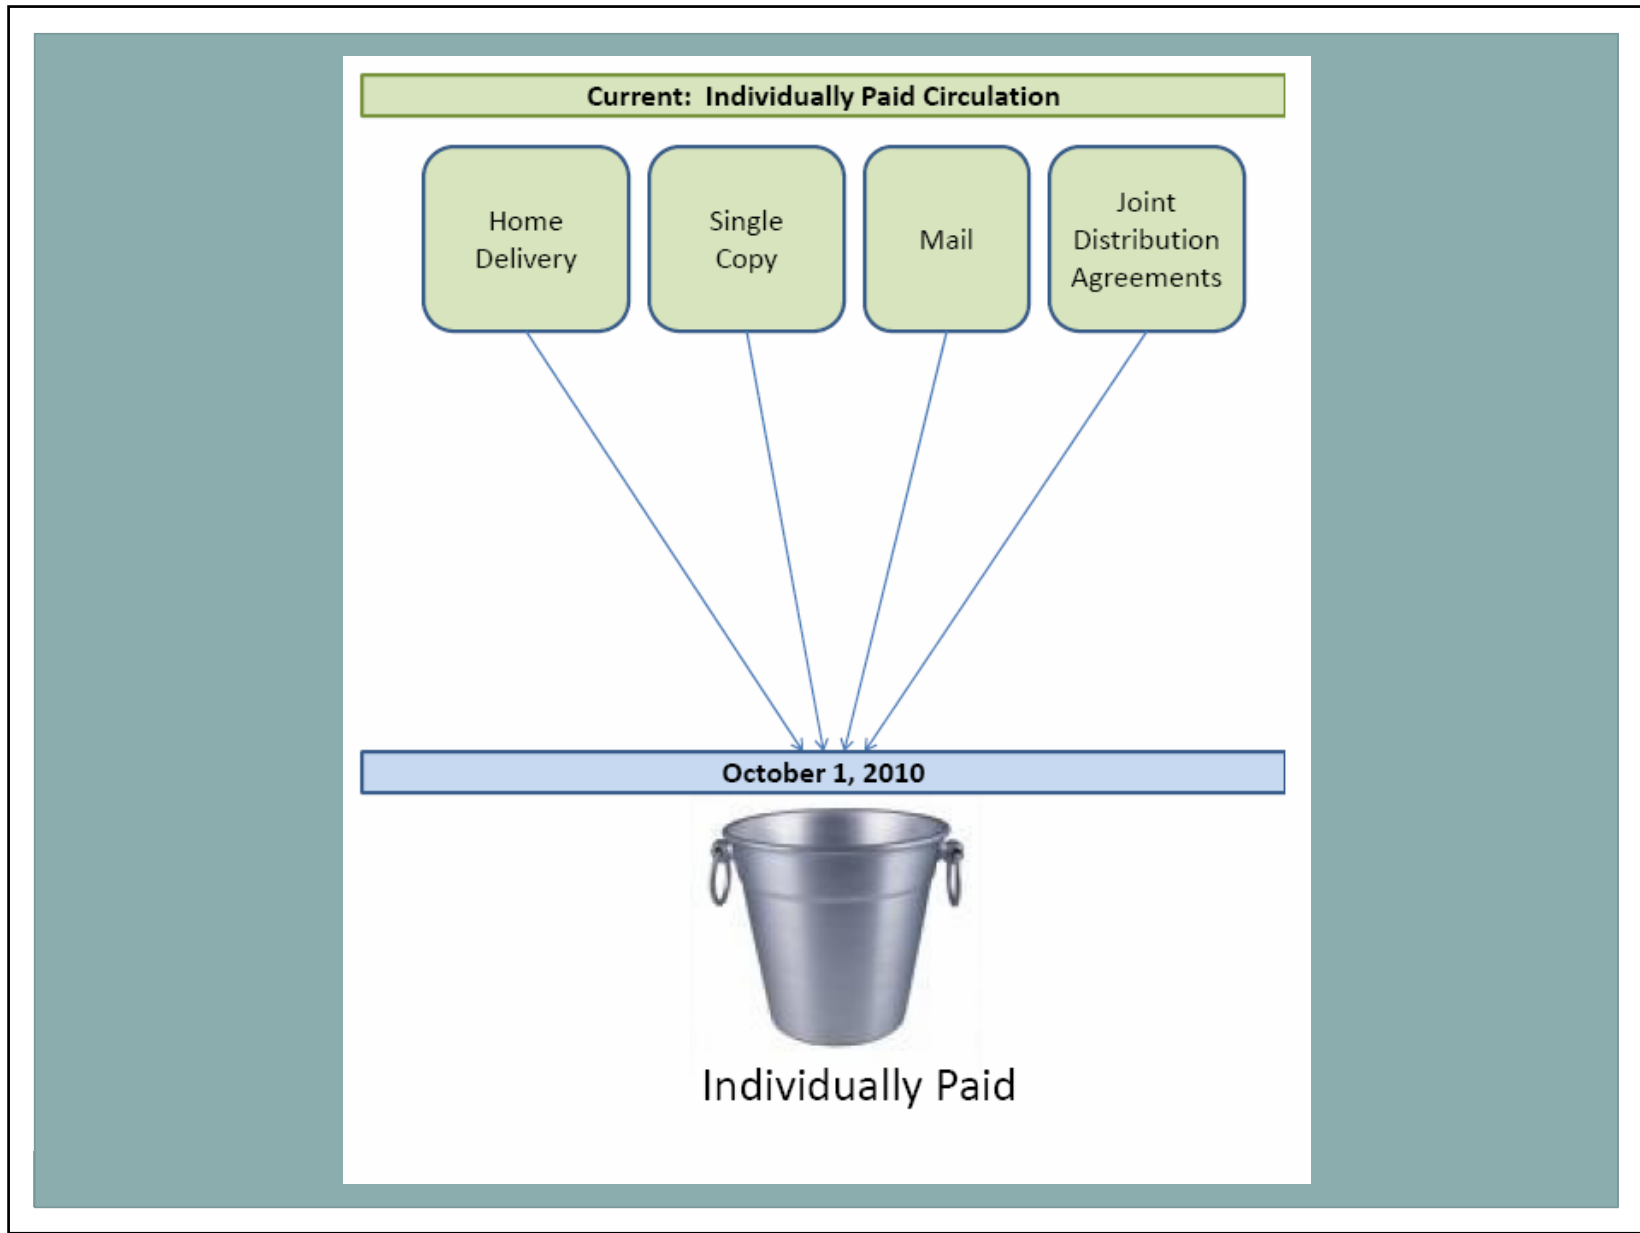 Current:  Individually Paid Circulation
Home
Delivery
Single
Copy
Mail
Joint
Distribution
Agreements
October 1, 2010
Individually Paid